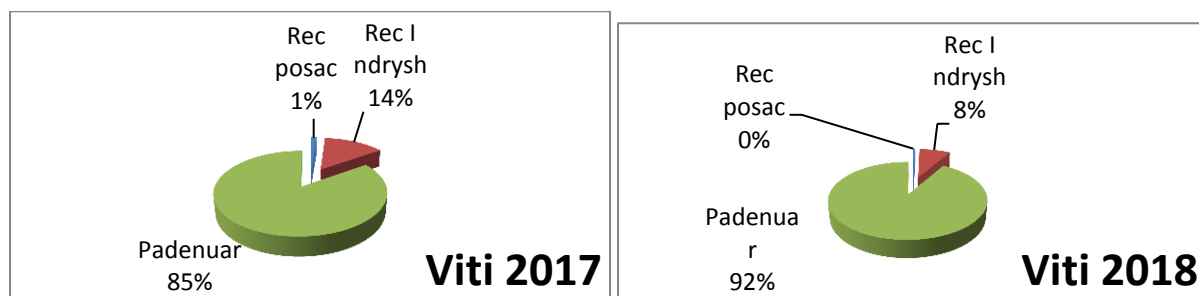 Rec
posac
1%
Rec I
ndrysh
14%
Padenuar
85%
Viti 2017
Rec
posac
0%
Rec I
ndrysh
8%
Padenua
r
92%
Viti 2018